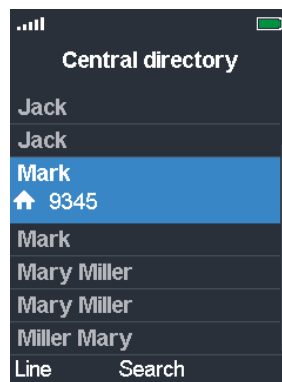 Central directory
Jack
Jack
Mark
9345
Mark
Mary Miller
Mary Miller
Miller Mary
Line Search